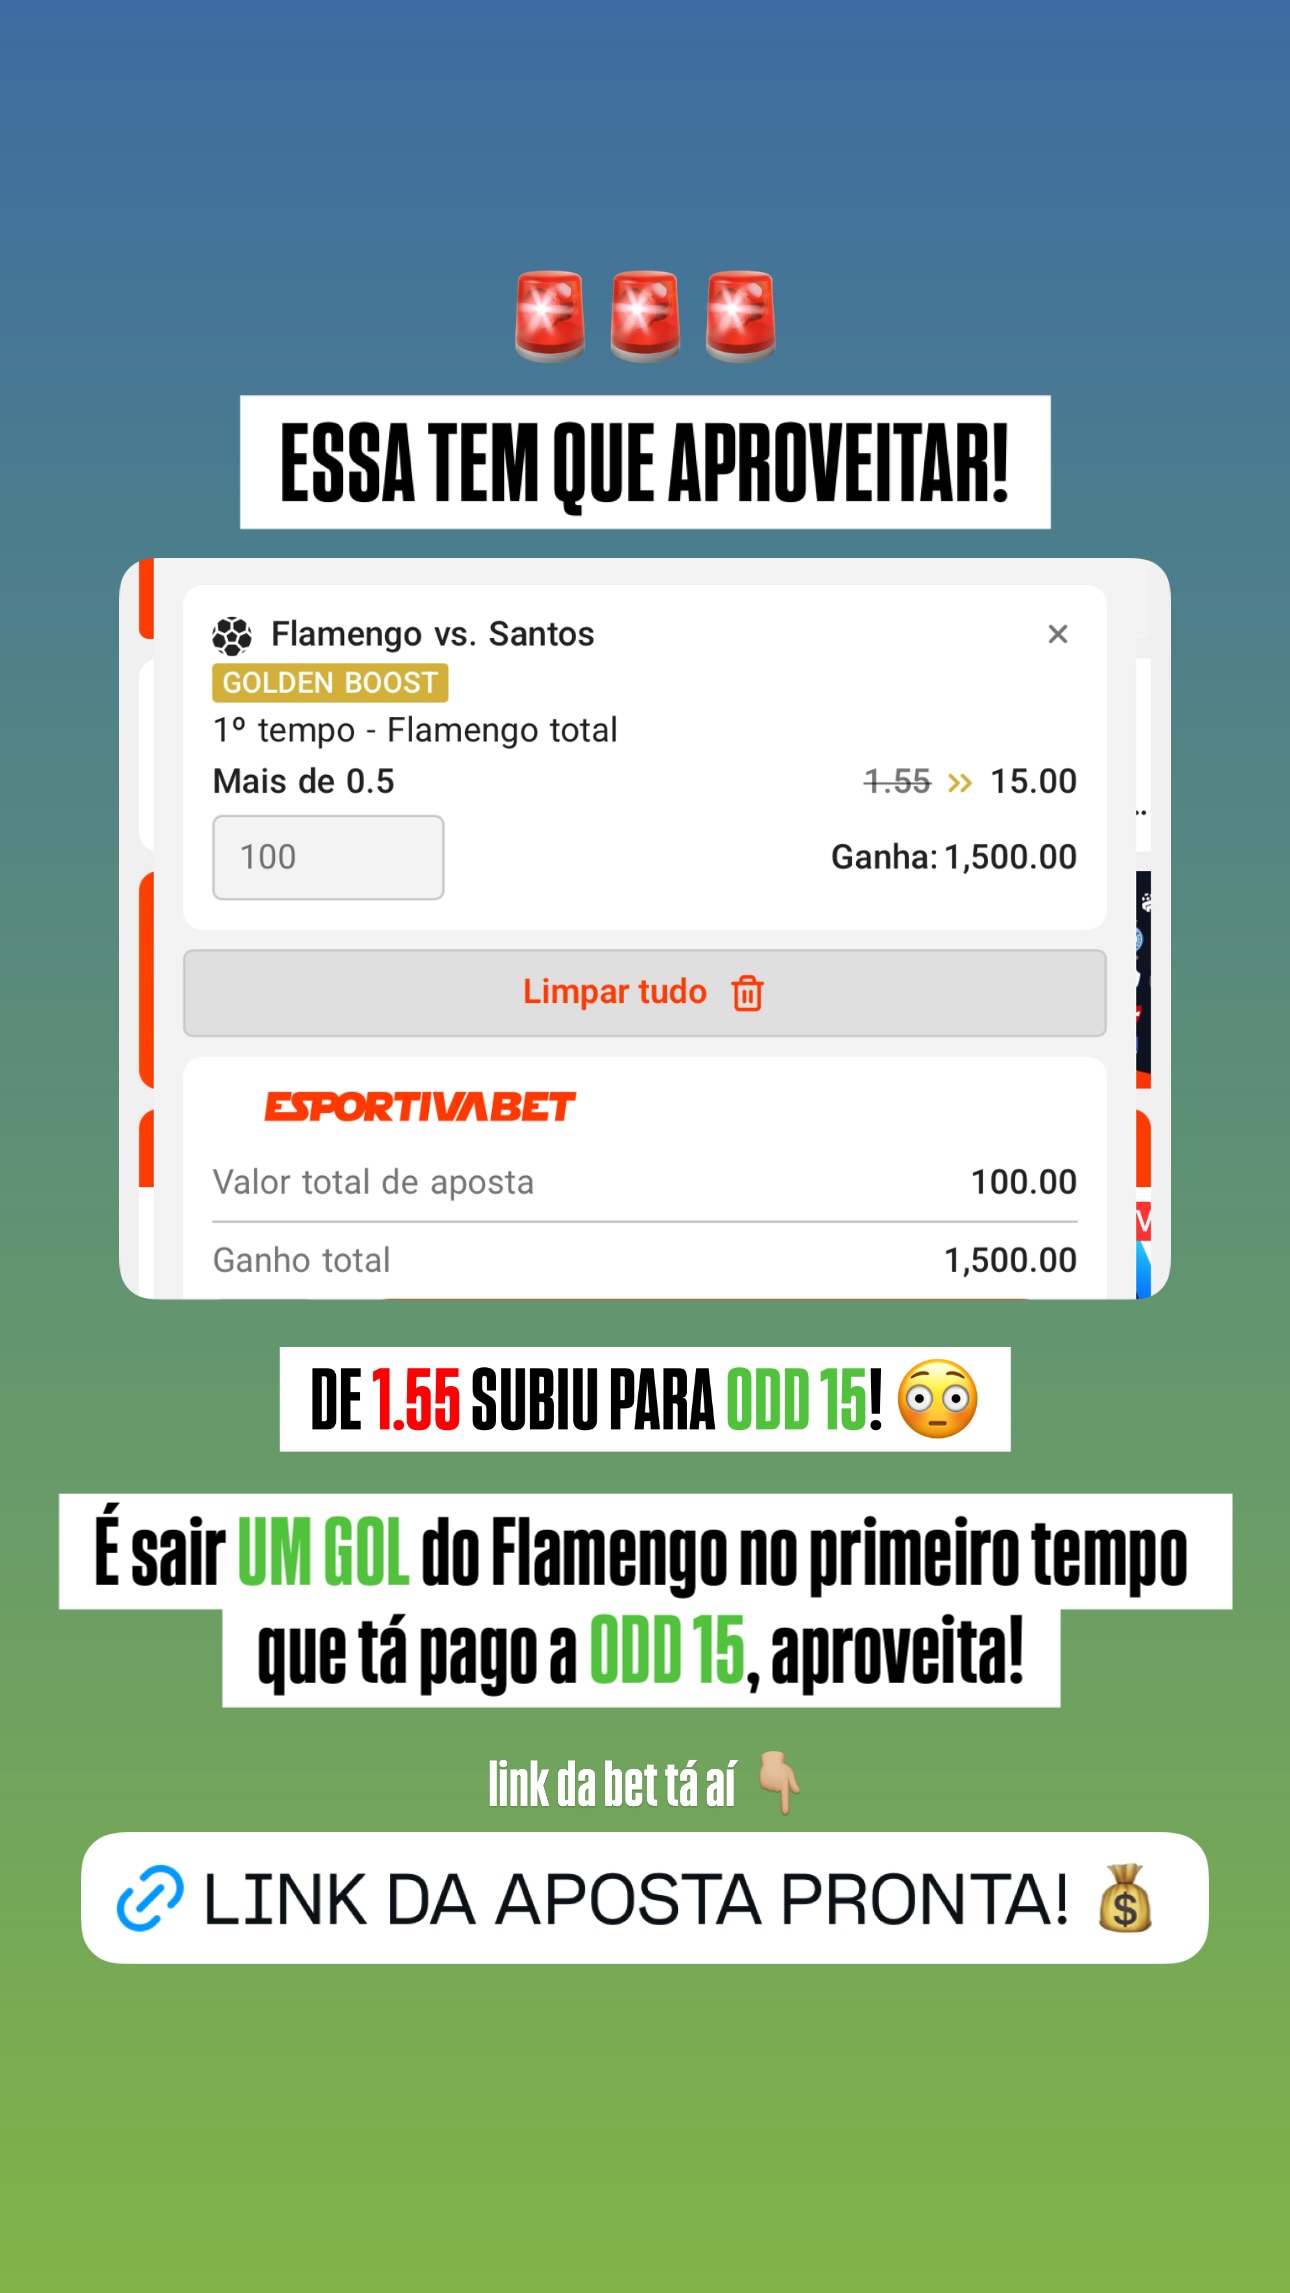 ESSA TEM QUE APROVEITAR!
Flamengo vs. Santos
GOLDEN BOOST
1º tempo - Flamengo total
Mais de 0.5
1.55 » 15.00
100
Ganha: 1,500.00
Limpar tudo
ESPORTIVABET
Valor total de aposta 100.00
Ganho total 1,500.00
DE 1.55 SUBIU PARA ODD 15! 😳
É sair UM GOL do Flamengo no primeiro tempo
que tá pago a ODD 15, aproveita!
link da bet tá aí 👇🏼
LINK DA APOSTA PRONTA! 💰